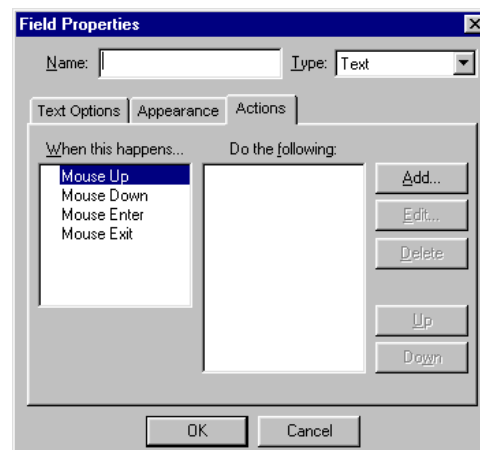 Field Properties
Name: Type: Text
Text Options Appearance Actions
When this happens... Do the following:
Mouse Up
Mouse Down
Mouse Enter
Mouse Exit
Add...
Edit...
Delete
Up
Down
OK Cancel